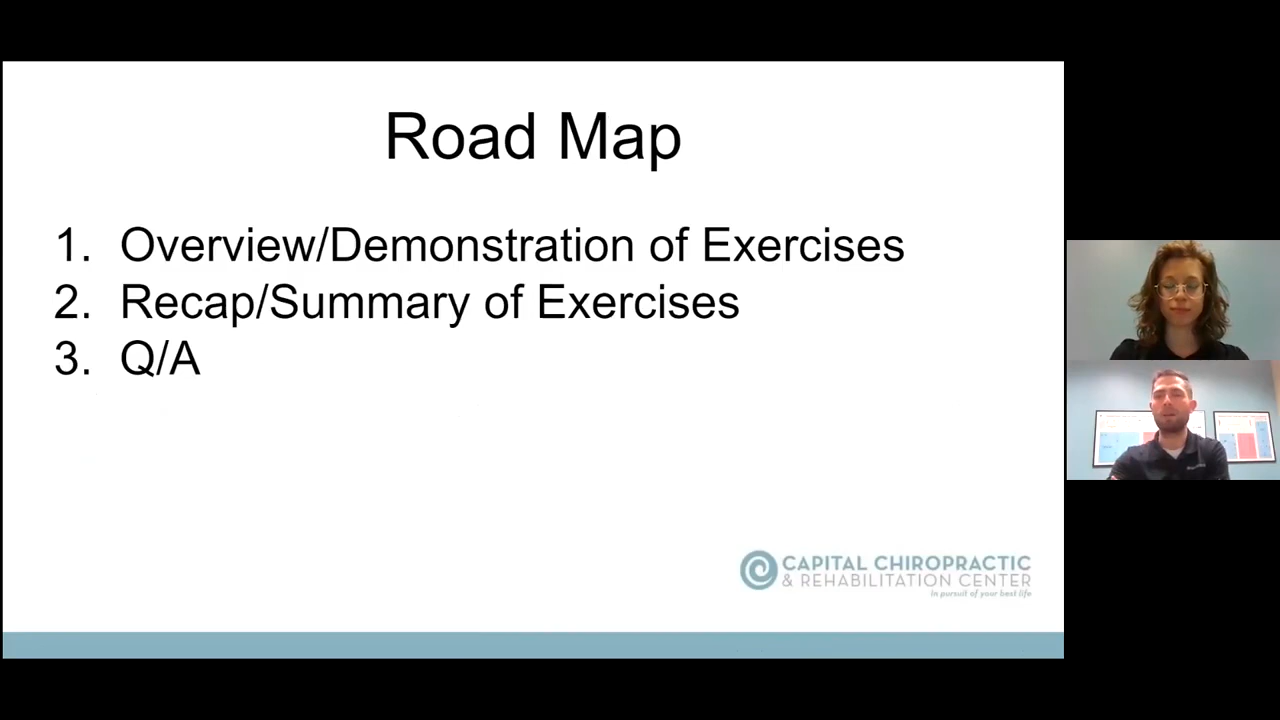 Road Map
1. Overview/Demonstration of Exercises
2. Recap/Summary of Exercises
3. Q/A
CAPITAL CHIROPRACTIC
& REHABILITATION CENTER
in pursuit of your best life